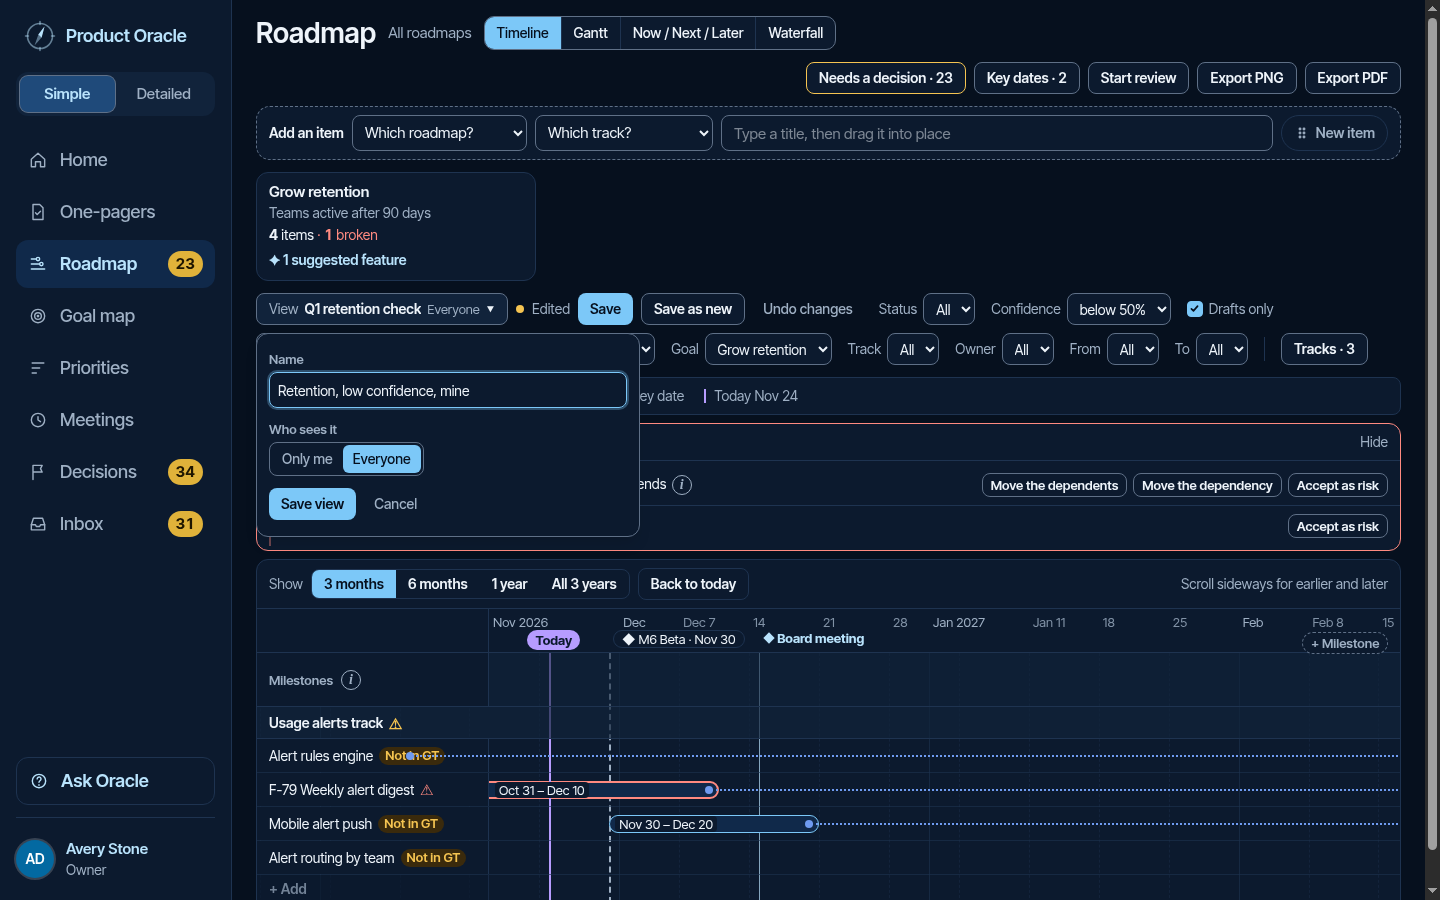 Product Oracle
Simple
Detailed
Home
One-pagers
Roadmap 23
Goal map
Priorities
Meetings
Decisions 34
Inbox 31
Ask Oracle
AD
Avery Stone
Owner
Roadmap All roadmaps Timeline Gantt Now / Next / Later Waterfall
Needs a decision · 23 Key dates · 2 Start review Export PNG Export PDF
Add an item Which roadmap? Which track? Type a title, then drag it into place New item
Grow retention
Teams active after 90 days
4 items · 1 broken
1 suggested feature
View Q1 retention check Everyone Edited Save Save as new Undo changes Status All Confidence below 50% Drafts only
Goal Grow retention Track All Owner All From All To All Tracks · 3
Name
Retention, low confidence, mine
Who sees it
Only me Everyone
Save view Cancel
ey date Today Nov 24
Hide
ends i Move the dependents Move the dependency Accept as risk
Accept as risk
Show 3 months 6 months 1 year All 3 years Back to today Scroll sideways for earlier and later
Nov 2026 Dec Dec 7 14 21 28 Jan 2027 Jan 11 18 25 Feb Feb 8 15
Today M6 Beta · Nov 30 Board meeting + Milestone
Milestones i
Usage alerts track
Alert rules engine Not in GT
F-79 Weekly alert digest Oct 31 – Dec 10
Mobile alert push Not in GT Nov 30 – Dec 20
Alert routing by team Not in GT
+ Add